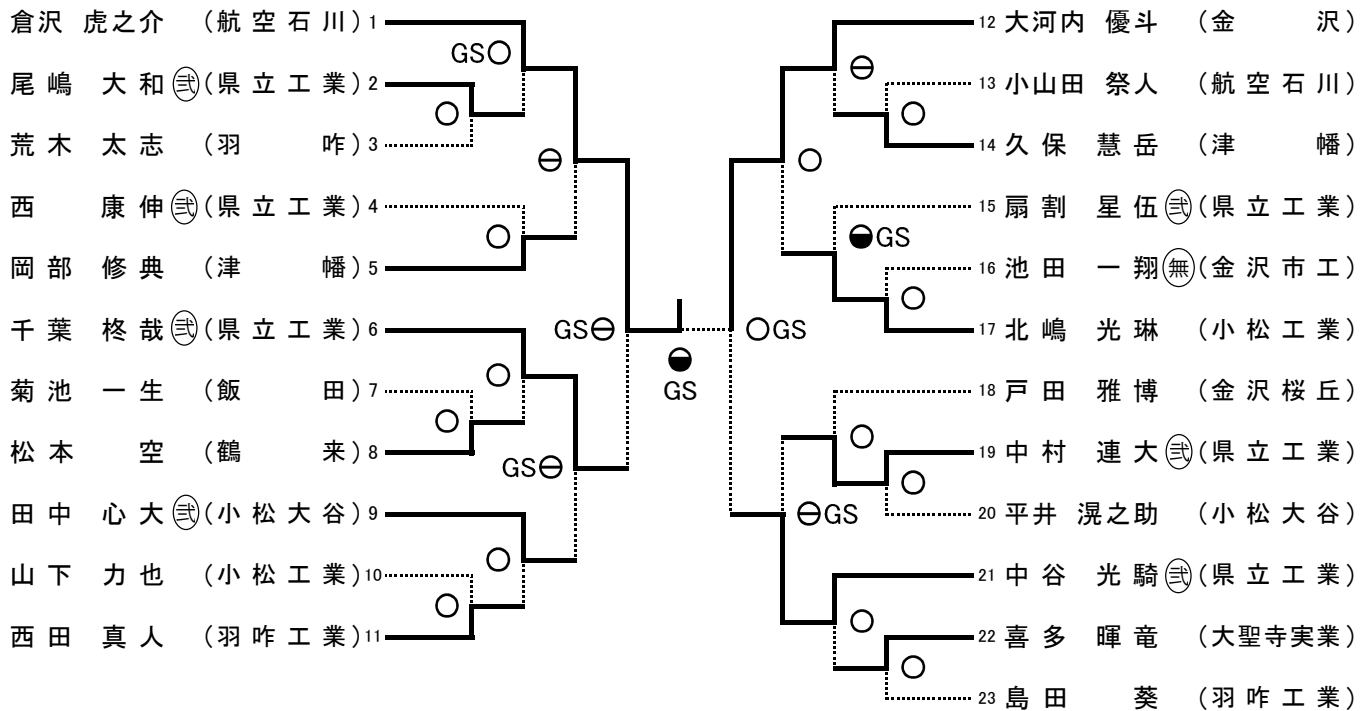 倉沢 虎之介 (航空石川) 1
GS○
尾嶋 大和 弐 (県立工業) 2
○
荒木 太志 (羽咋) 3
⊖
西 康伸 弐 (県立工業) 4
○
岡部 修典 (津幡) 5
千葉 柊哉 弐 (県立工業) 6
GS⊖
○
菊池 一生 (飯田) 7
○
松本 空 (鶴来) 8
GS⊖
田中 心大 弐 (小松大谷) 9
○
山下 力也 (小松工業) 10
○
西田 真人 (羽咋工業) 11
GS
12 大河内 優斗 (金沢)
⊖
13 小山田 祭人 (航空石川)
○
14 久保 慧岳 (津幡)
○
15 扇割 星伍 弐 (県立工業)
GS
16 池田 一翔 無 (金沢市工)
○
17 北嶋 光琳 (小松工業)
○GS
18 戸田 雅博 (金沢桜丘)
○
19 中村 連大 弐 (県立工業)
○
20 平井 滉之助 (小松大谷)
⊖GS
21 中谷 光騎 弐 (県立工業)
○
22 喜多 暉竜 (大聖寺実業)
○
23 島田 葵 (羽咋工業)